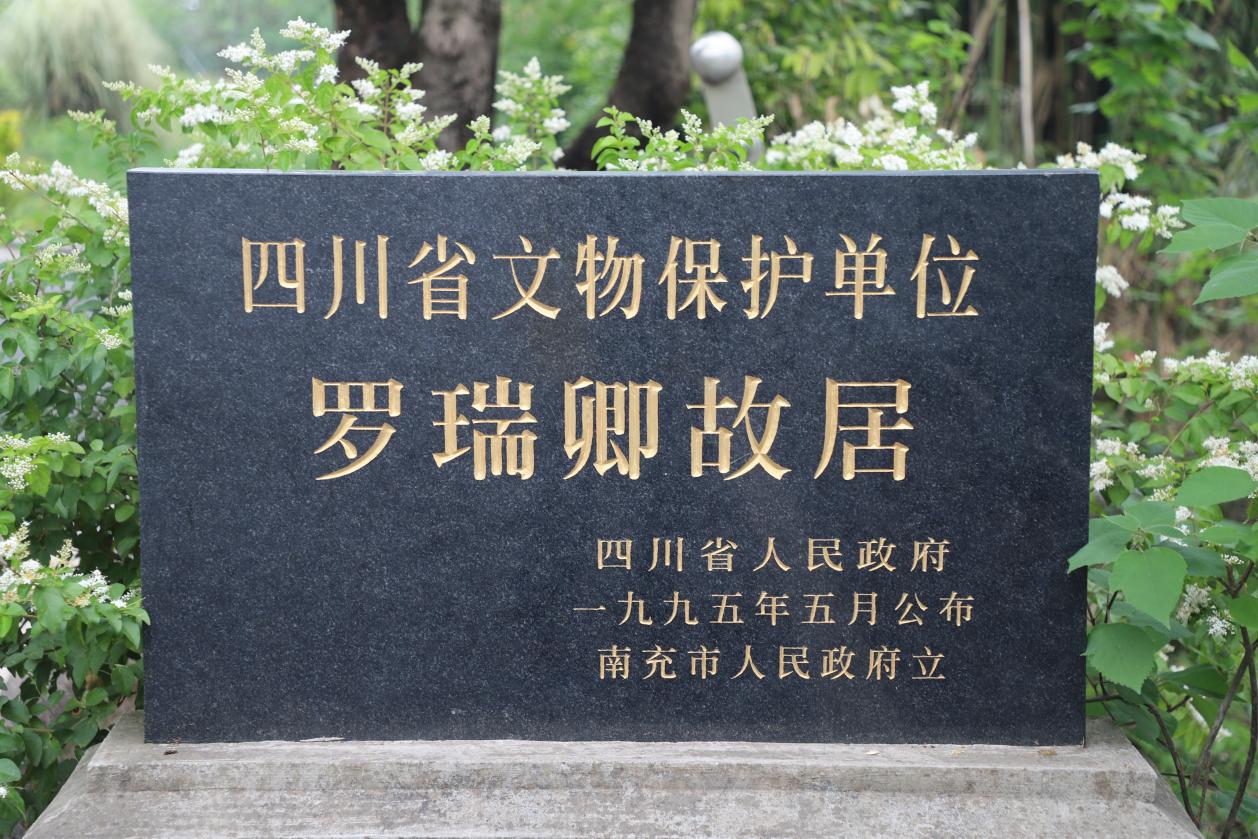 四川省文物保护单位
罗瑞卿故居
四川省人民政府
一九九五年五月公布
南充市人民政府立